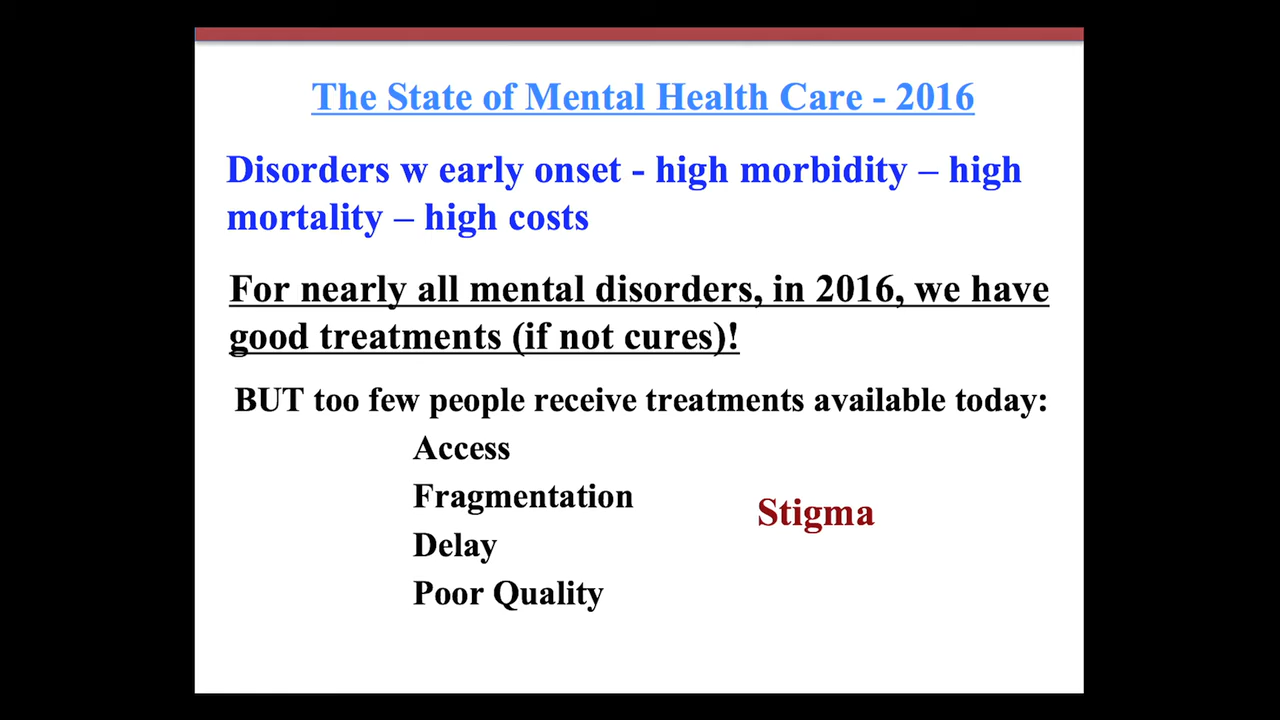 The State of Mental Health Care - 2016
Disorders w early onset - high morbidity – high
mortality – high costs
For nearly all mental disorders, in 2016, we have
good treatments (if not cures)!
BUT too few people receive treatments available today:
Access
Fragmentation
Stigma
Delay
Poor Quality